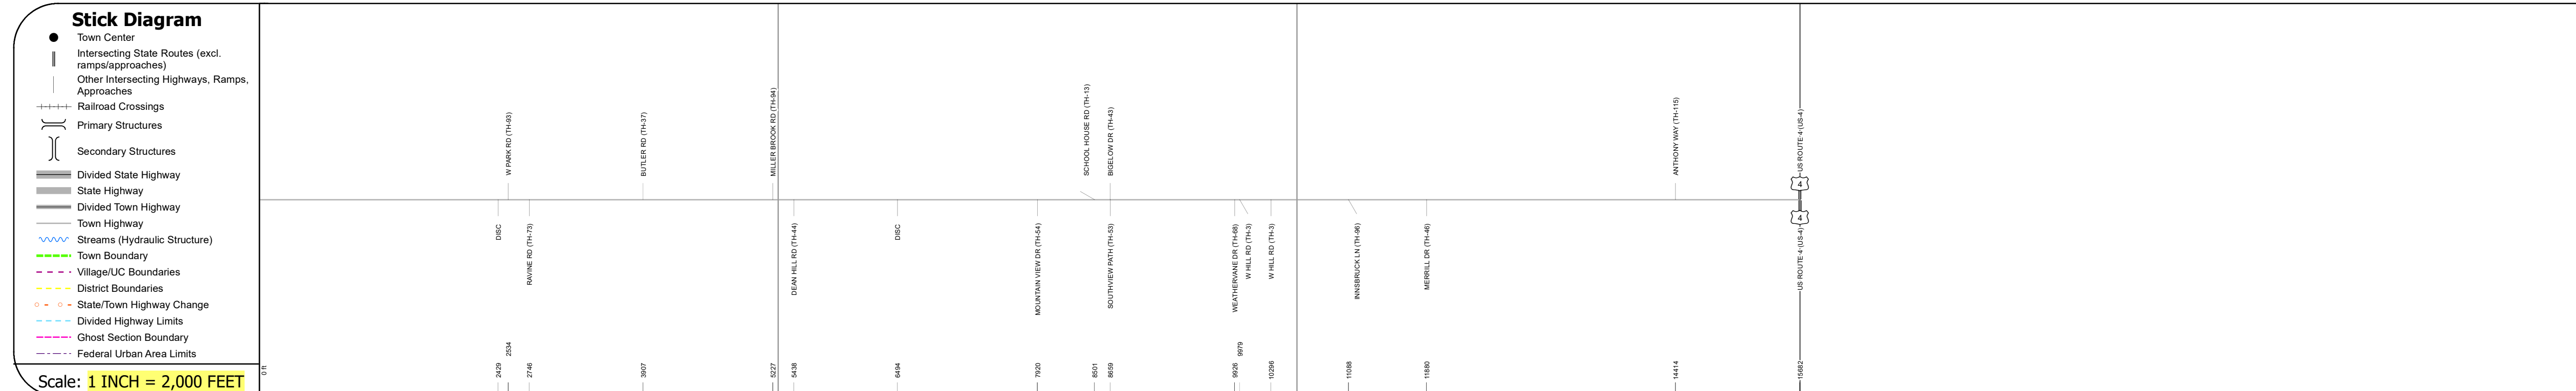 Stick Diagram
Town Center
Intersecting State Routes (excl.
ramps/approaches)
Other Intersecting Highways, Ramps,
Approaches
Railroad Crossings
Primary Structures
Secondary Structures
Divided State Highway
State Highway
Divided Town Highway
Town Highway
Streams (Hydraulic Structure)
Town Boundary
Village/UC Boundaries
District Boundaries
State/Town Highway Change
Divided Highway Limits
Ghost Section Boundary
Federal Urban Area Limits
Scale: 1 INCH = 2,000 FEET
W PARK RD (TH-93)
BUTLER RD (TH-37)
MILLER BROOK RD (TH-94)
SCHOOL HOUSE RD (TH-13)
BIGELOW DR (TH-43)
ANTHONY WAY (TH-115)
US ROUTE 4 (US-4)
4
4
DISC
RAVINE RD (TH-73)
DEAN HILL RD (TH-44)
DISC
MOUNTAIN VIEW DR (TH-54)
SOUTHVIEW PATH (TH-53)
WEATHERVANE DR (TH-68)
W HILL RD (TH-3)
W HILL RD (TH-3)
INNSBRUCK LN (TH-96)
MERRILL DR (TH-46)
US ROUTE 4 (US-4)
0 ft
2429
2534
2746
3907
5227
5438
6494
7920
8501
8659
9926
9979
10296
11088
11880
14414
15682